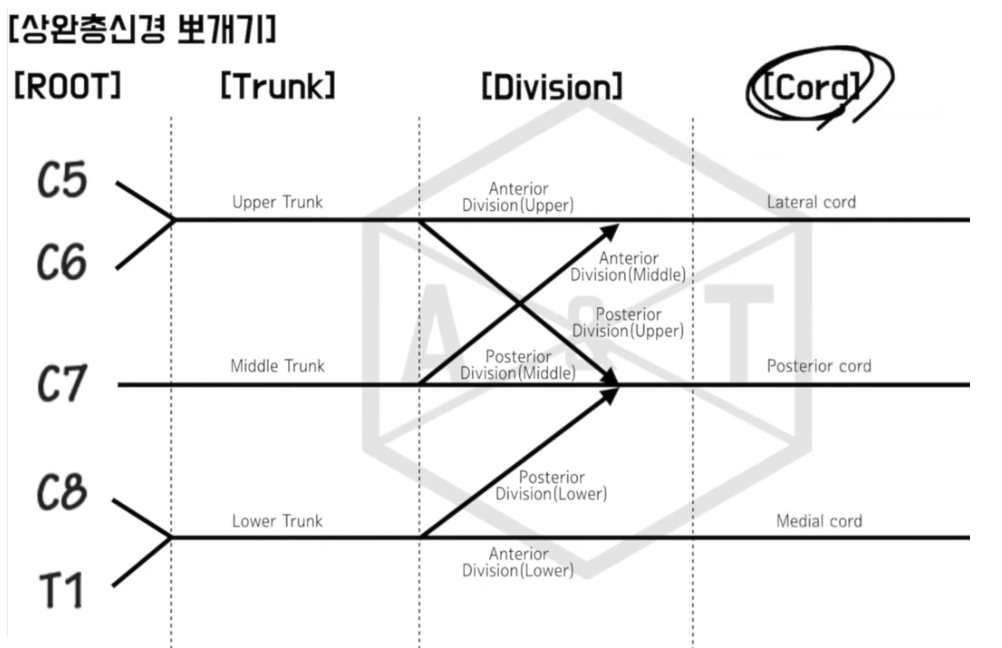 [상완총신경 뽀개기]
[ROOT]
[Trunk]
[Division]
[Cord]
C5
C6
C7
C8
T1
Upper Trunk
Middle Trunk
Lower Trunk
Anterior
Division(Upper)
Anterior
Division(Middle)
Posterior
Division(Upper)
Posterior
Division(Middle)
Posterior
Division(Lower)
Anterior
Division(Lower)
Lateral cord
Posterior cord
Medial cord
A & T